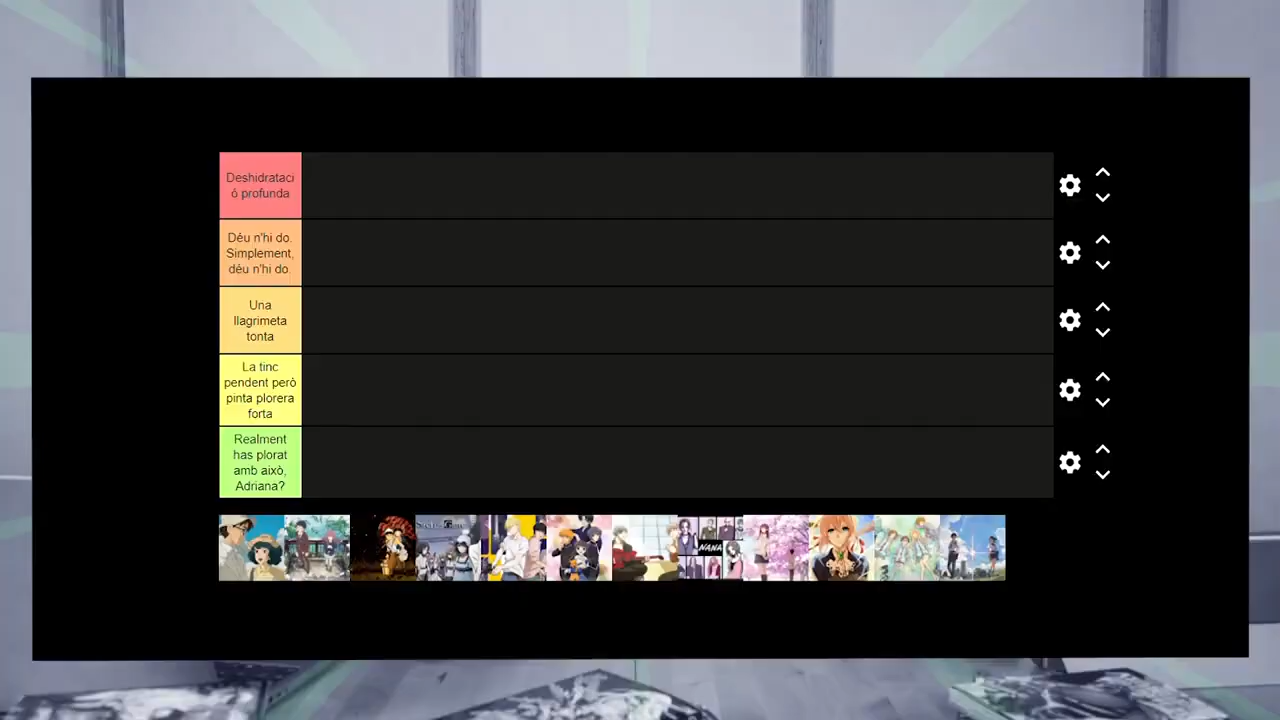 Deshidrataci
ó profunda
Déu n'hi do.
Simplement,
déu n'hi do.
Una
llagrimeta
tonta
La tinc
pendent però
pinta plorera
forta
Realment
has plorat
amb això,
Adriana?
NANA